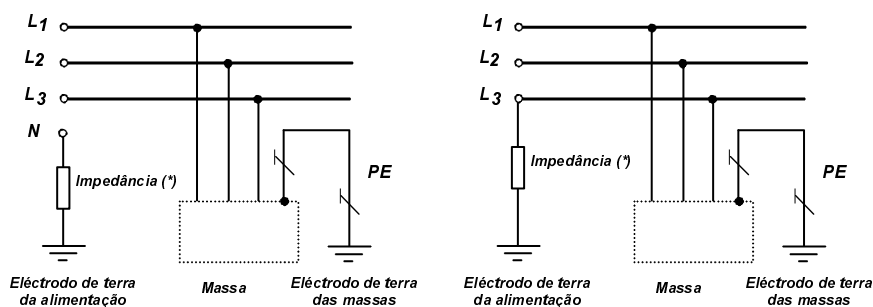 L1
L2
L3
N
Impedância (*)
PE
Eléctrodo de terra
da alimentação
Massa
Eléctrodo de terra
das massas
L1
L2
L3
Impedância (*)
PE
Eléctrodo de terra
da alimentação
Massa
Eléctrodo de terra
das massas